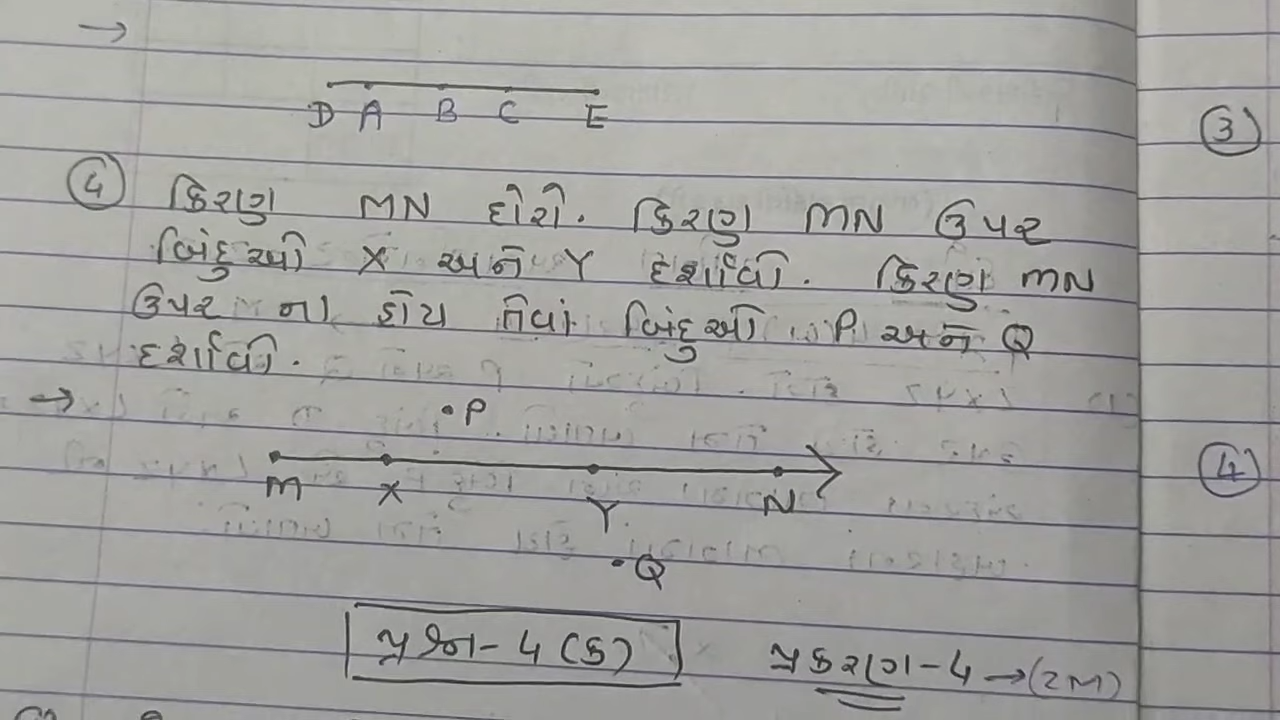 →
D A B C E
③
④ કિરણ MN દોરો. કિરણ MN ઉપર
બિંદુઓ X અને Y દર્શાવો. કિરણ MN
ઉપર ના હોય તેવાં બિંદુઓ P અને Q
દર્શાવો.
→
P
M X Y N
④
Q
પ્રશ્ન-4 (ક) પ્રકરણ-4 → (2M)